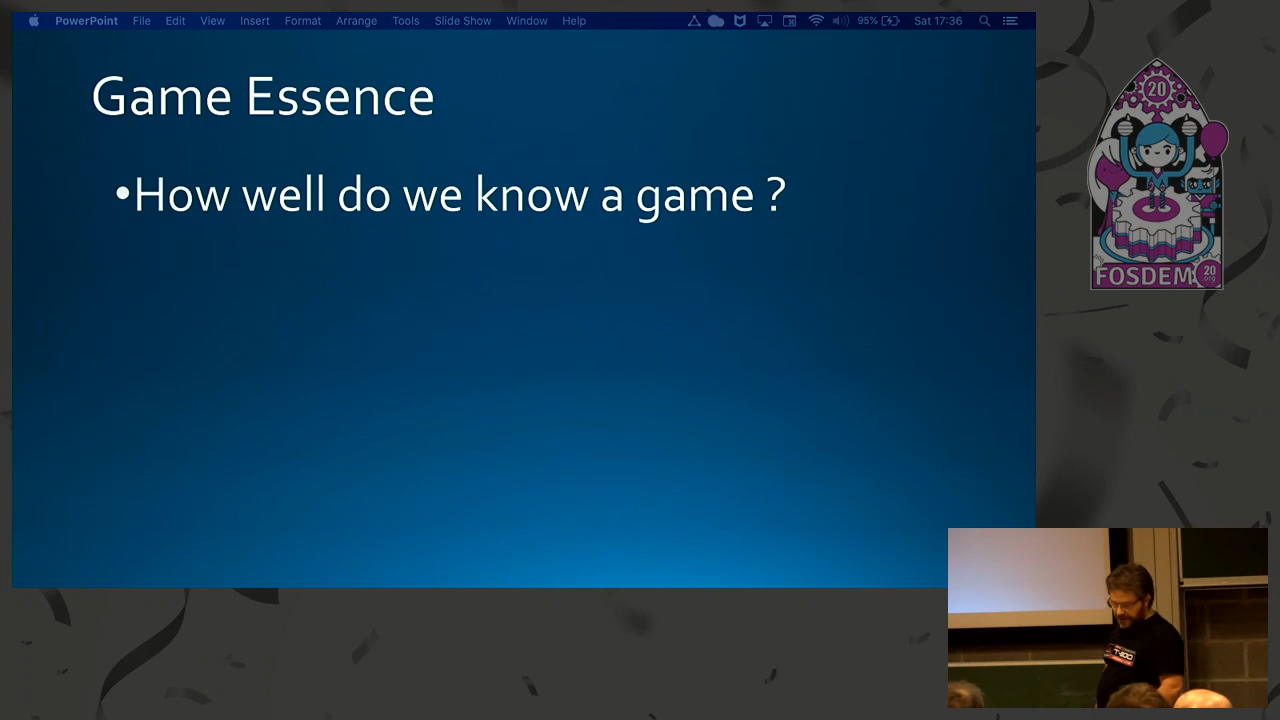 PowerPoint File Edit View Insert Format Arrange Tools Slide Show Window Help 95% Sat 17:36
Game Essence
•How well do we know a game ?
20
FOSDEM
20
org